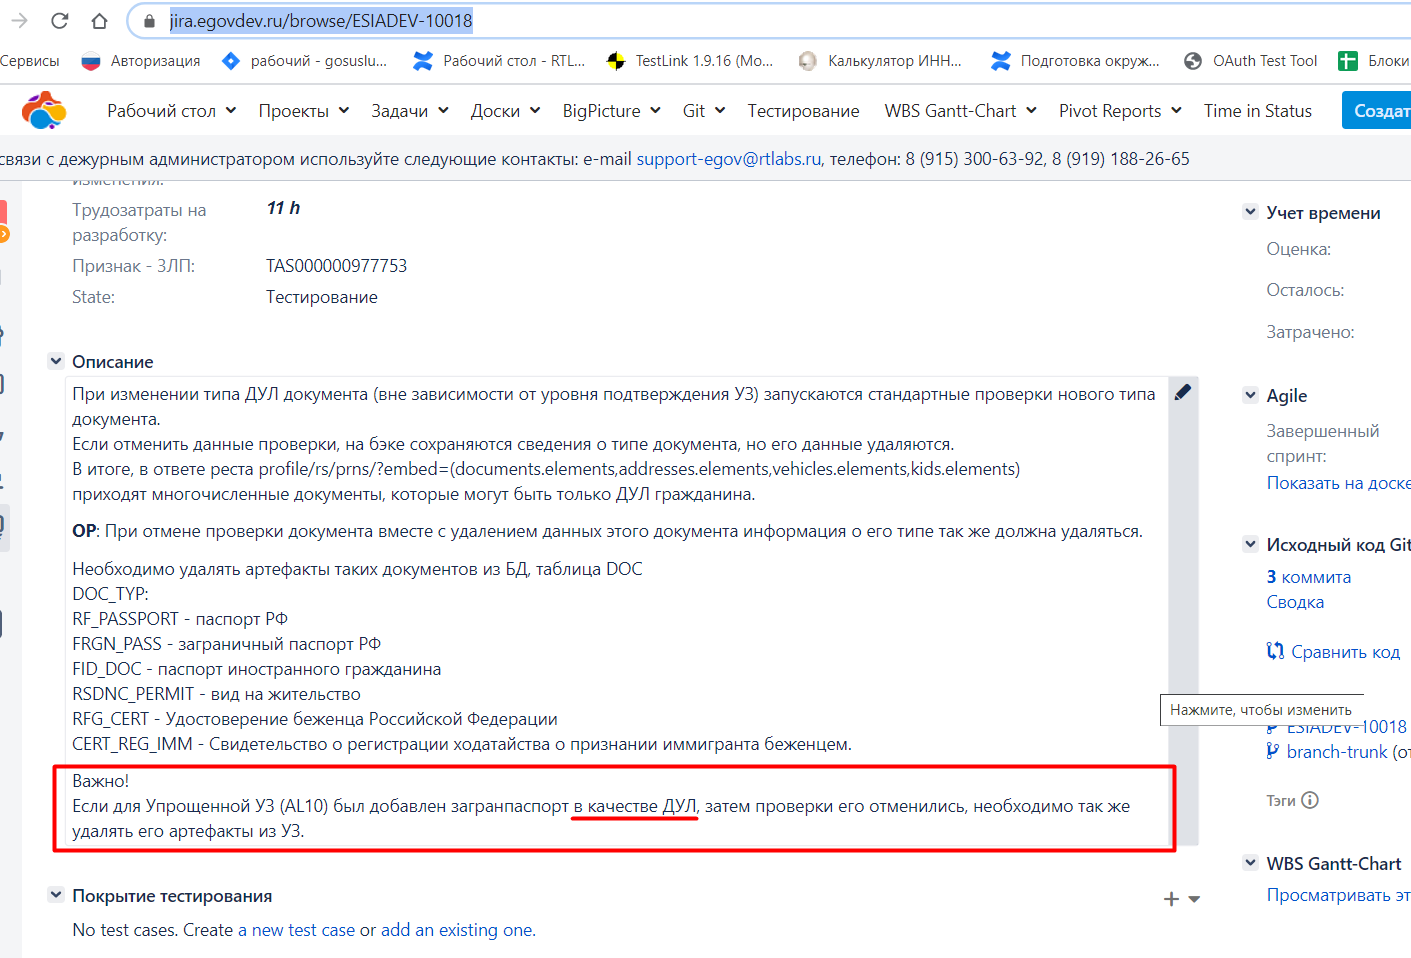 jira.egovdev.ru/browse/ESIADEV-10018
Сервисы Авторизация рабочий - gosuslu... Рабочий стол - RTL... TestLink 1.9.16 (Mo... Калькулятор ИНН... Подготовка окруж... OAuth Test Tool Блоки
Рабочий стол Проекты Задачи Доски BigPicture Git Тестирование WBS Gantt-Chart Pivot Reports Time in Status Создат
связи с дежурным администратором используйте следующие контакты: e-mail support-egov@rtlabs.ru, телефон: 8 (915) 300-63-92, 8 (919) 188-26-65
изменения:
Трудозатраты на
разработку:
11 h
Признак - ЗЛП: TAS000000977753
State: Тестирование
Описание
При изменении типа ДУЛ документа (вне зависимости от уровня подтверждения УЗ) запускаются стандартные проверки нового типа
документа.
Если отменить данные проверки, на бэке сохраняются сведения о типе документа, но его данные удаляются.
В итоге, в ответе реста profile/rs/prns/?embed=(documents.elements,addresses.elements,vehicles.elements,kids.elements)
приходят многочисленные документы, которые могут быть только ДУЛ гражданина.
ОР: При отмене проверки документа вместе с удалением данных этого документа информация о его типе так же должна удаляться.
Необходимо удалять артефакты таких документов из БД, таблица DOC
DOC_TYP:
RF_PASSPORT - паспорт РФ
FRGN_PASS - заграничный паспорт РФ
FID_DOC - паспорт иностранного гражданина
RSDNC_PERMIT - вид на жительство
RFG_CERT - Удостоверение беженца Российской Федерации
CERT_REG_IMM - Свидетельство о регистрации ходатайства о признании иммигранта беженцем.
Важно!
Если для Упрощенной УЗ (AL10) был добавлен загранпаспорт в качестве ДУЛ, затем проверки его отменились, необходимо так же
удалять его артефакты из УЗ.
Покрытие тестирования
No test cases. Create a new test case or add an existing one.
Учет времени
Оценка:
Осталось:
Затрачено:
Agile
Завершенный
спринт:
Показать на доске
Исходный код Git
3 коммита
Сводка
Сравнить код
Нажмите, чтобы изменить
ESIADEV-10018
branch-trunk (от
Тэги
WBS Gantt-Chart
Просматривать эт